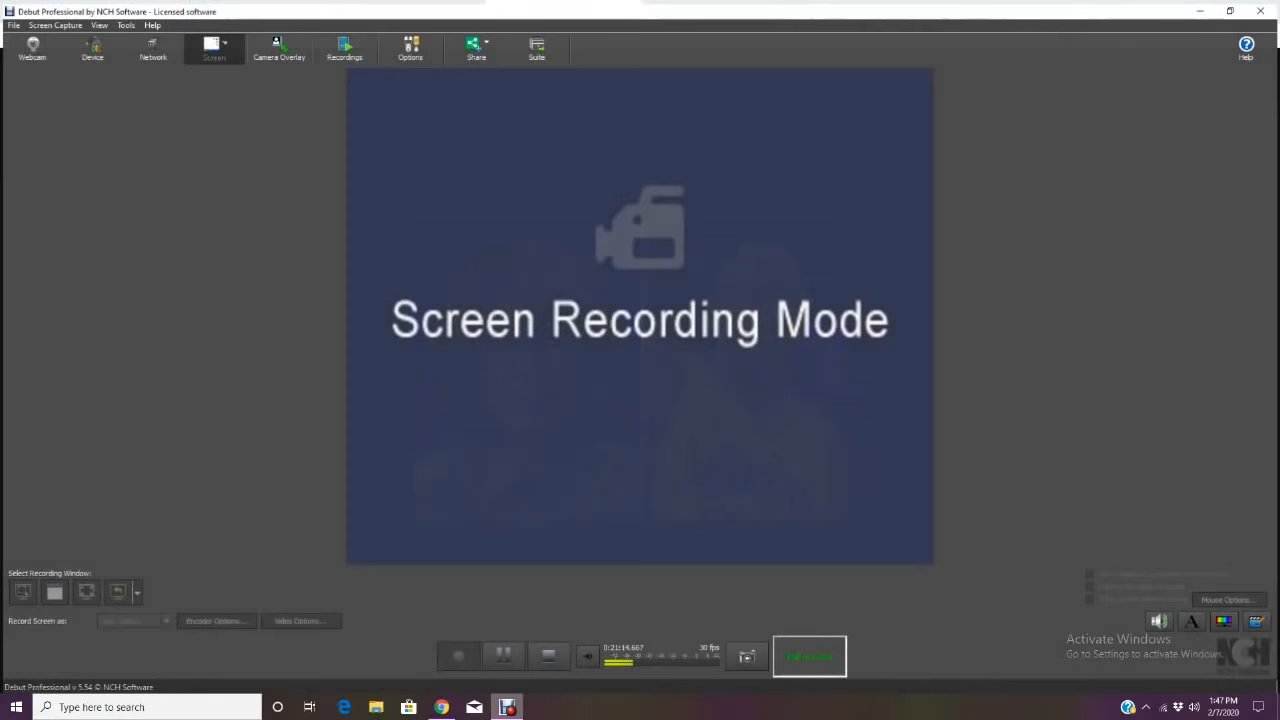 Debut Professional by NCH Software - Licensed software
File Screen Capture View Tools Help
Webcam Device Network Screen Camera Overlay Recordings Options Share Suite Help
Screen Recording Mode
Select Recording Window:
Mouse Options...
Record Screen as: Encoder Options... Video Options...
Activate Windows
Go to Settings to activate Windows.
0:21:14.667 30 fps
Full screen
NCH
Debut Professional v 5.54 © NCH Software
Type here to search
1:47 PM
2/7/2020